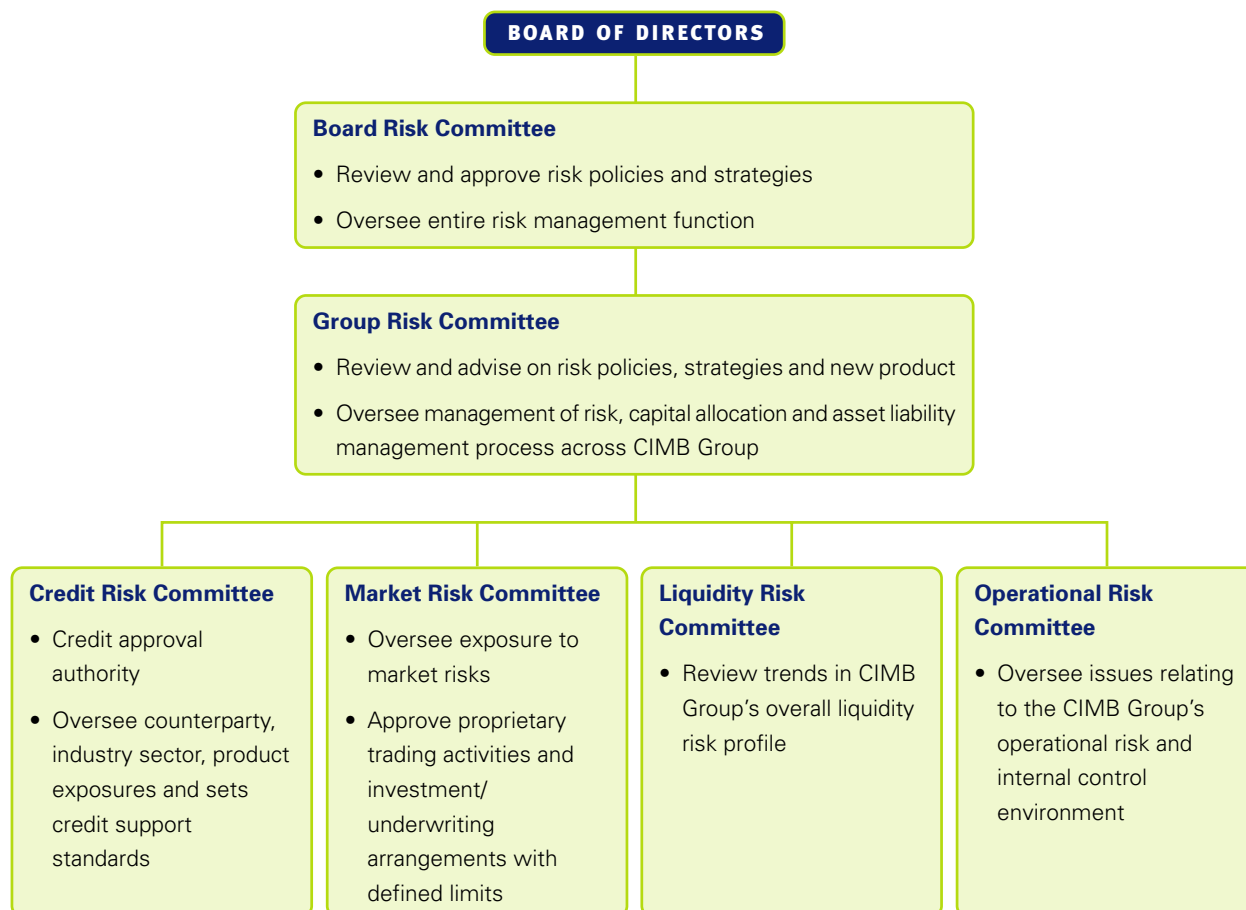 BOARD OF DIRECTORS
Board Risk Committee
• Review and approve risk policies and strategies
• Oversee entire risk management function
Group Risk Committee
• Review and advise on risk policies, strategies and new product
• Oversee management of risk, capital allocation and asset liability
management process across CIMB Group
Credit Risk Committee
• Credit approval
authority
• Oversee counterparty,
industry sector, product
exposures and sets
credit support
standards
Market Risk Committee
• Oversee exposure to
market risks
• Approve proprietary
trading activities and
investment/
underwriting
arrangements with
defined limits
Liquidity Risk
Committee
• Review trends in CIMB
Group's overall liquidity
risk profile
Operational Risk
Committee
• Oversee issues relating
to the CIMB Group's
operational risk and
internal control
environment